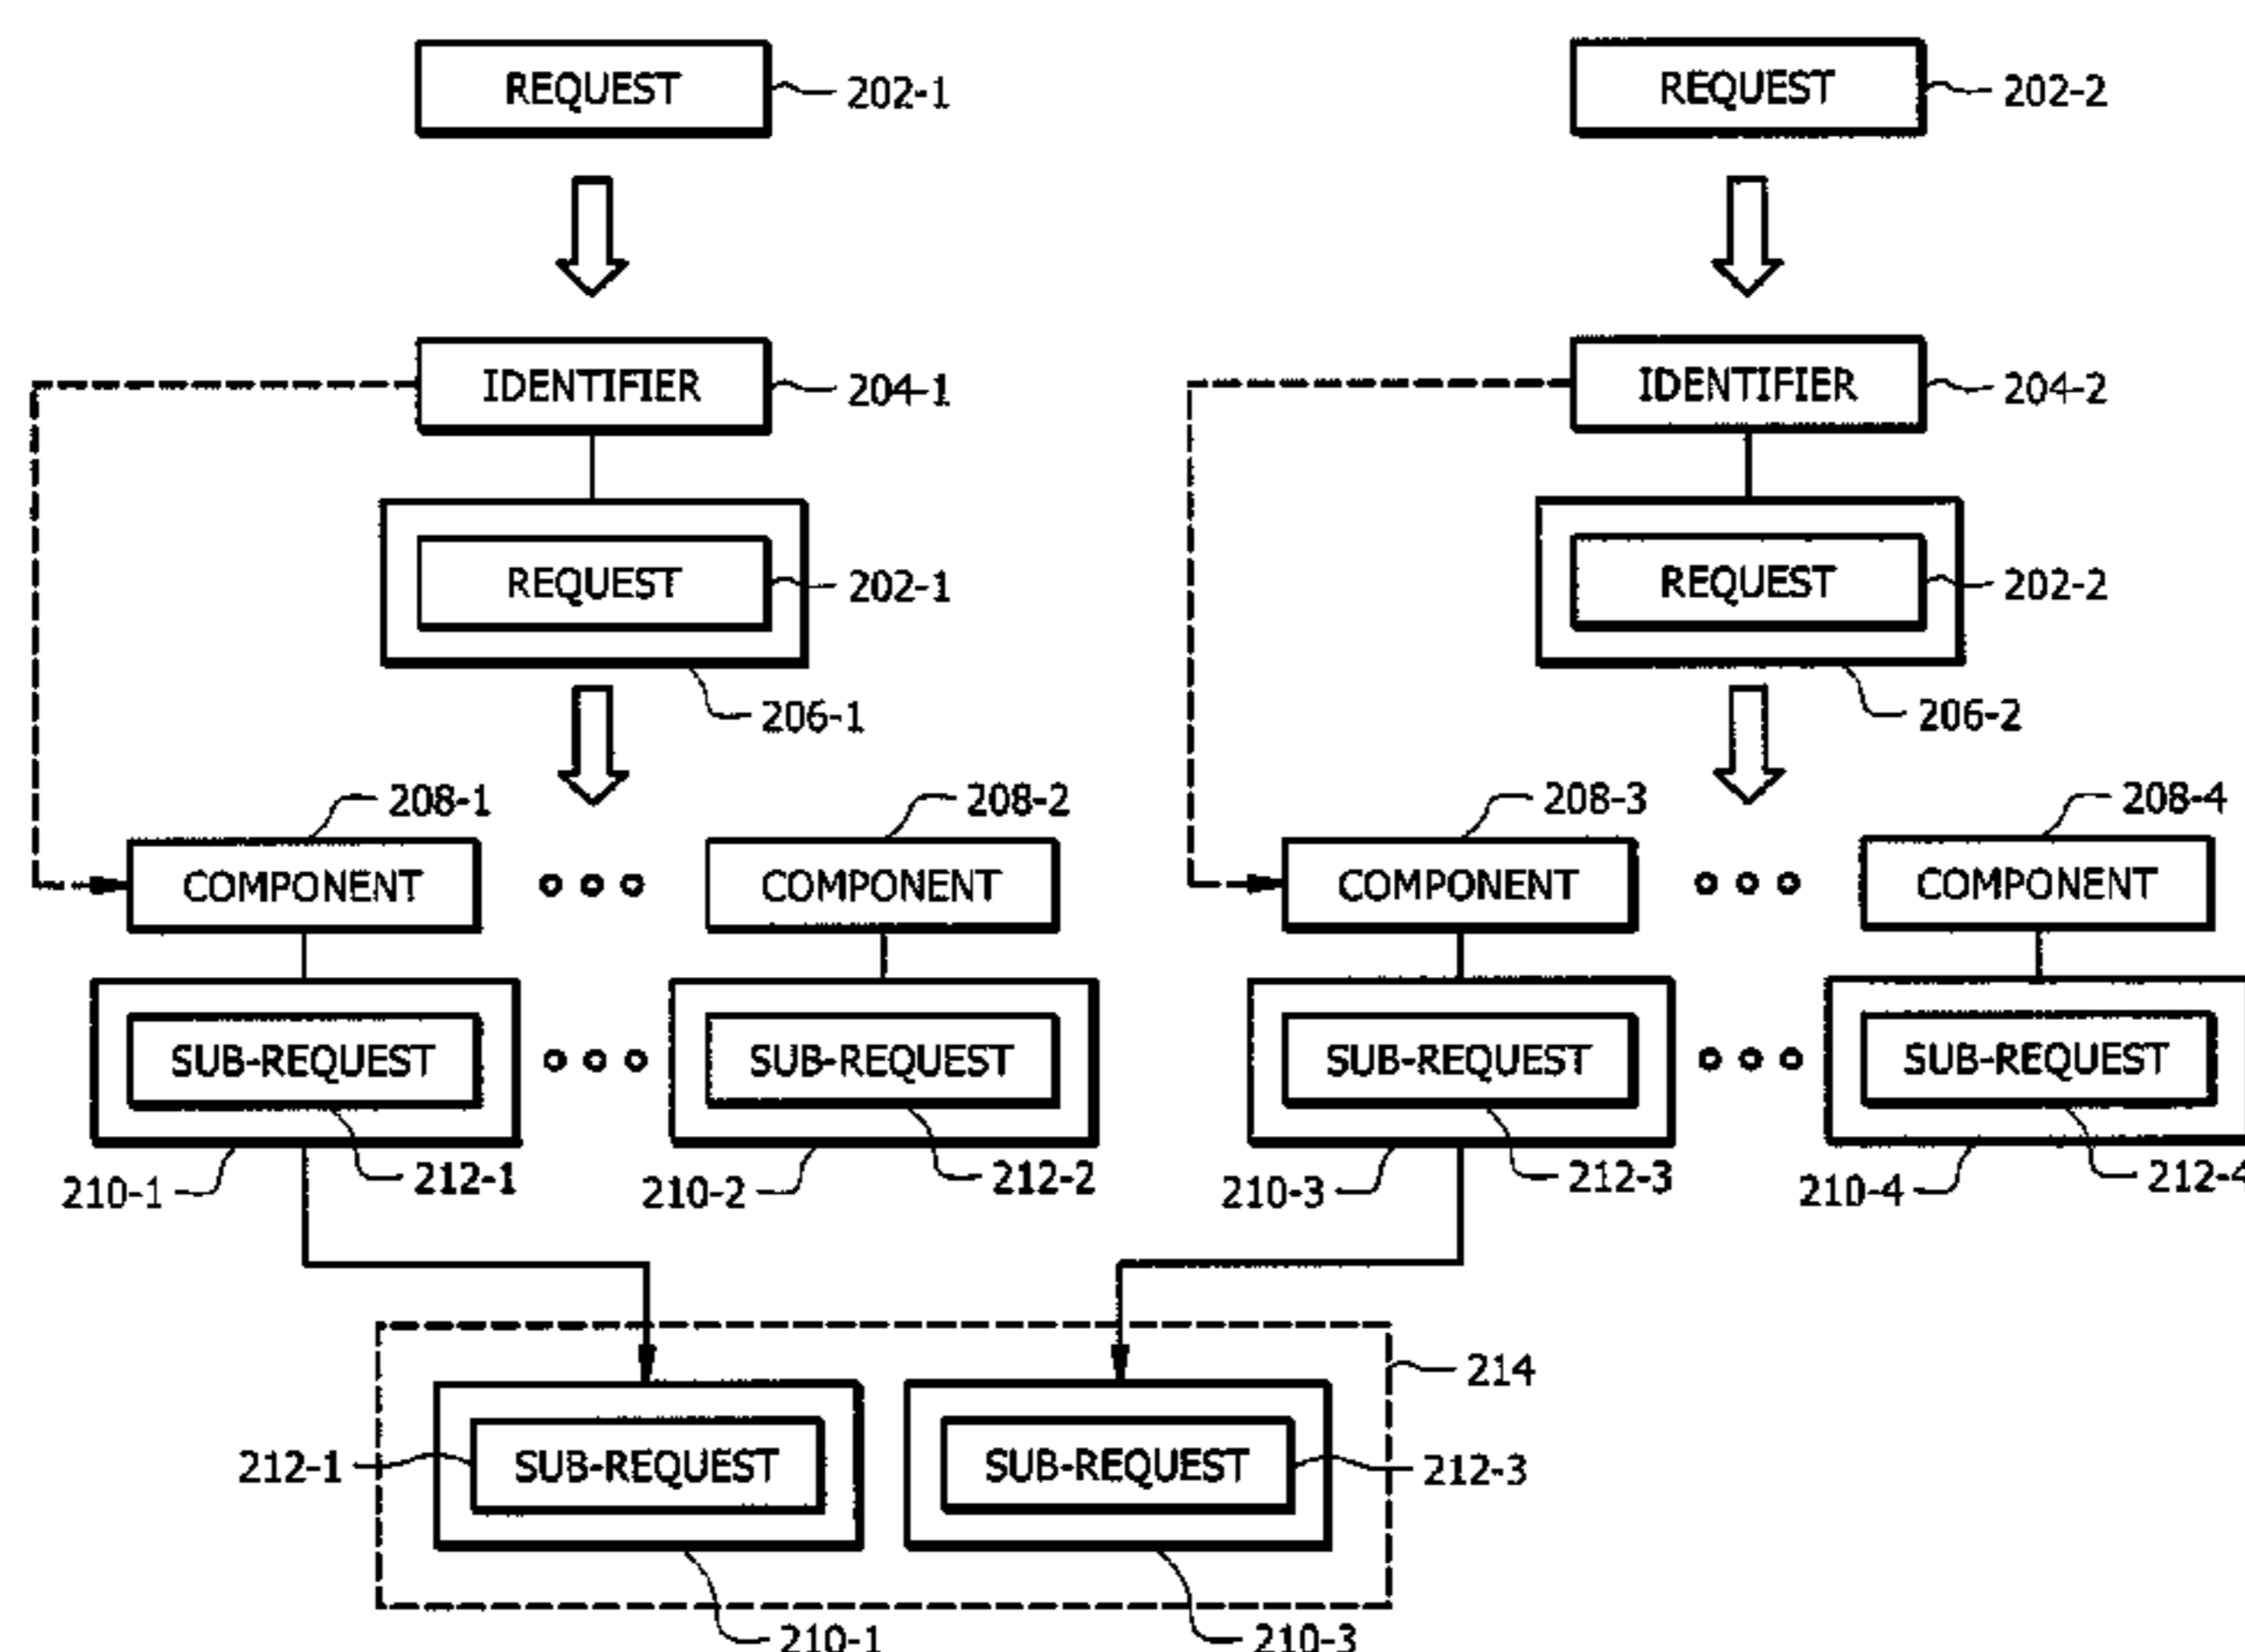 REQUEST 202-1 REQUEST 202-2
IDENTIFIER 204-1 IDENTIFIER 204-2
REQUEST 202-1 REQUEST 202-2
206-1 206-2
208-1 208-2 208-3 208-4
COMPONENT COMPONENT COMPONENT COMPONENT
SUB-REQUEST SUB-REQUEST SUB-REQUEST SUB-REQUEST
210-1 212-1 210-2 212-2 210-3 212-3 210-4 212-4
214
212-1 SUB-REQUEST SUB-REQUEST 212-3
210-1 210-3